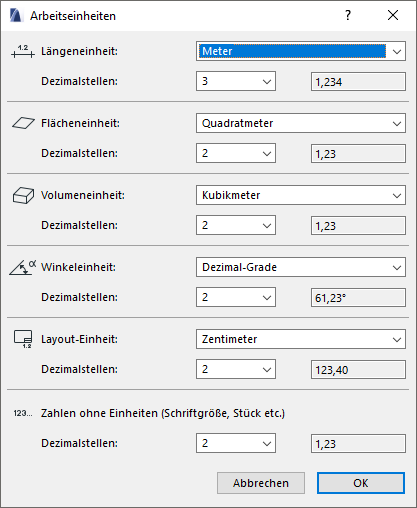 Arbeitseinheiten
?
1.2
Längeneinheit:
Meter
Dezimalstellen:
3
1,234
Flächeneinheit:
Quadratmeter
Dezimalstellen:
2
1,23
Volumeneinheit:
Kubikmeter
Dezimalstellen:
2
1,23
α
Winkeleinheit:
Dezimal-Grade
Dezimalstellen:
2
61,23°
1.2
Layout-Einheit:
Zentimeter
Dezimalstellen:
2
123,40
123... Zahlen ohne Einheiten (Schriftgröße, Stück etc.)
Dezimalstellen:
2
1,23
Abbrechen
OK